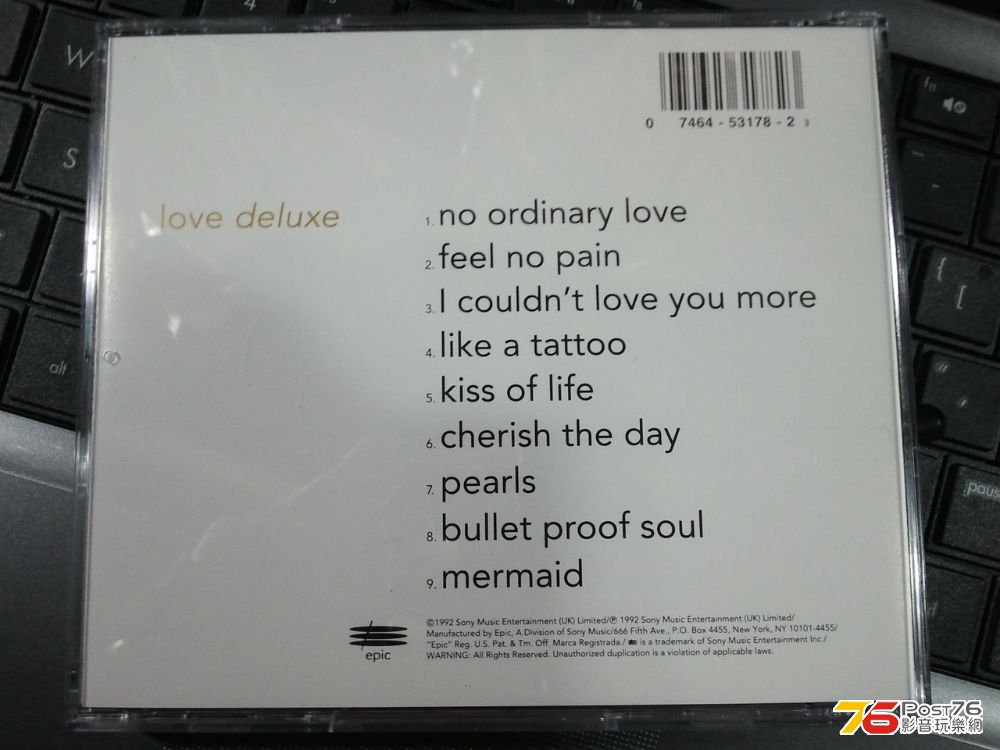 W
4
S
alt
f11
{
[
"
pause
0 7464 - 53178 - 2 3
love deluxe
1. no ordinary love
2. feel no pain
3. I couldn't love you more
4. like a tattoo
5. kiss of life
6. cherish the day
7. pearls
8. bullet proof soul
9. mermaid
epic
©1992 Sony Music Entertainment (UK) Limited/℗ 1992 Sony Music Entertainment (UK) Limited/
Manufactured by Epic, A Division of Sony Music/666 Fifth Ave., P.O. Box 4455, New York, NY 10101-4455/
"Epic" Reg. U.S. Pat. & Tm. Off. Marca Registrada./ is a trademark of Sony Music Entertainment Inc./
WARNING: All Rights Reserved. Unauthorized duplication is a violation of applicable laws.
76 POST76
影音玩樂網